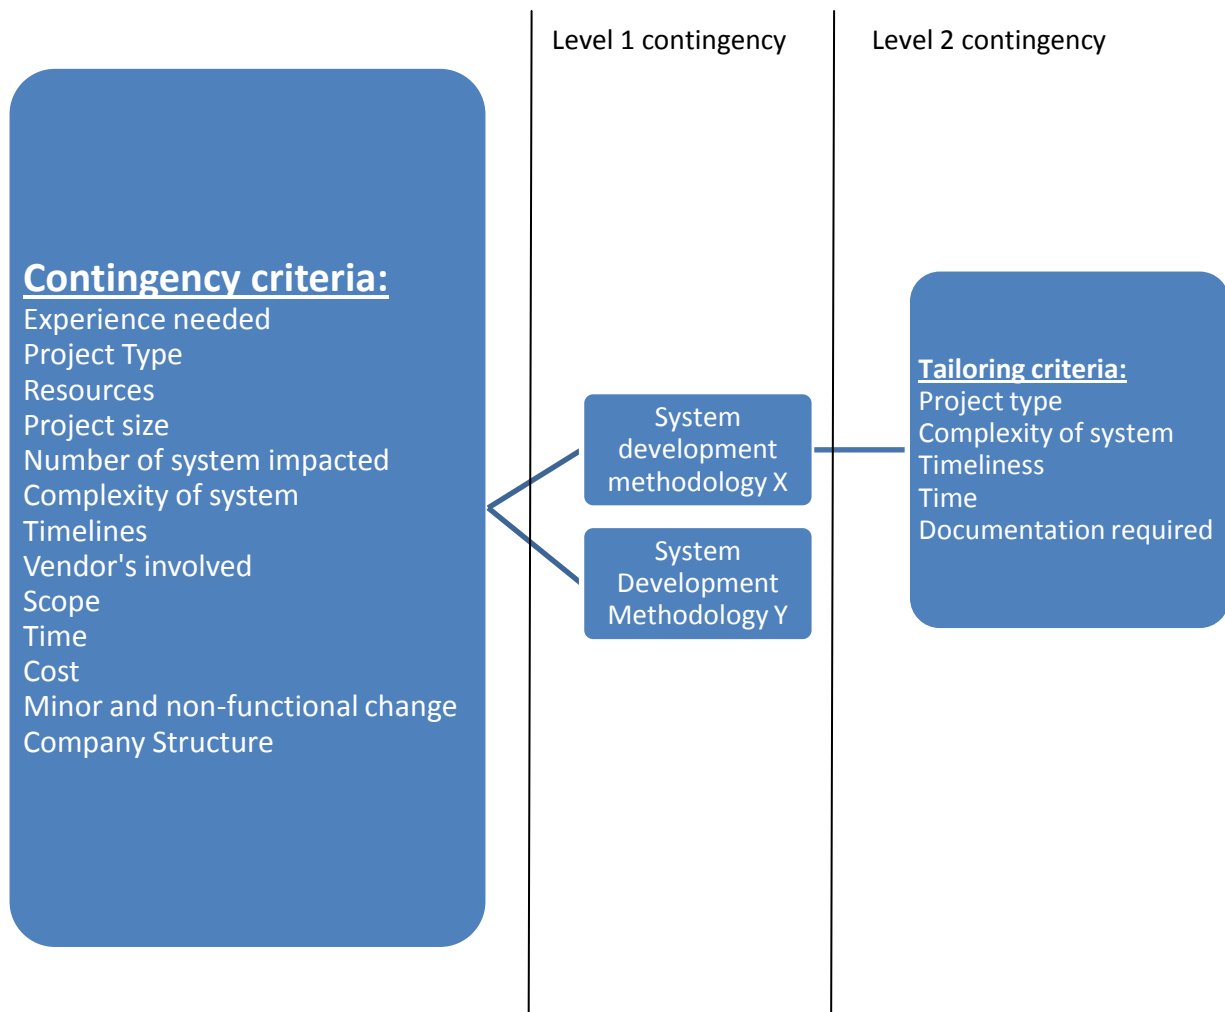 Level 1 contingency
Level 2 contingency
Contingency criteria:
Experience needed
Project Type
Resources
Project size
Number of system impacted
Complexity of system
Timelines
Vendor's involved
Scope
Time
Cost
Minor and non-functional change
Company Structure
System
development
methodology X
System
Development
Methodology Y
Tailoring criteria:
Project type
Complexity of system
Timeliness
Time
Documentation required